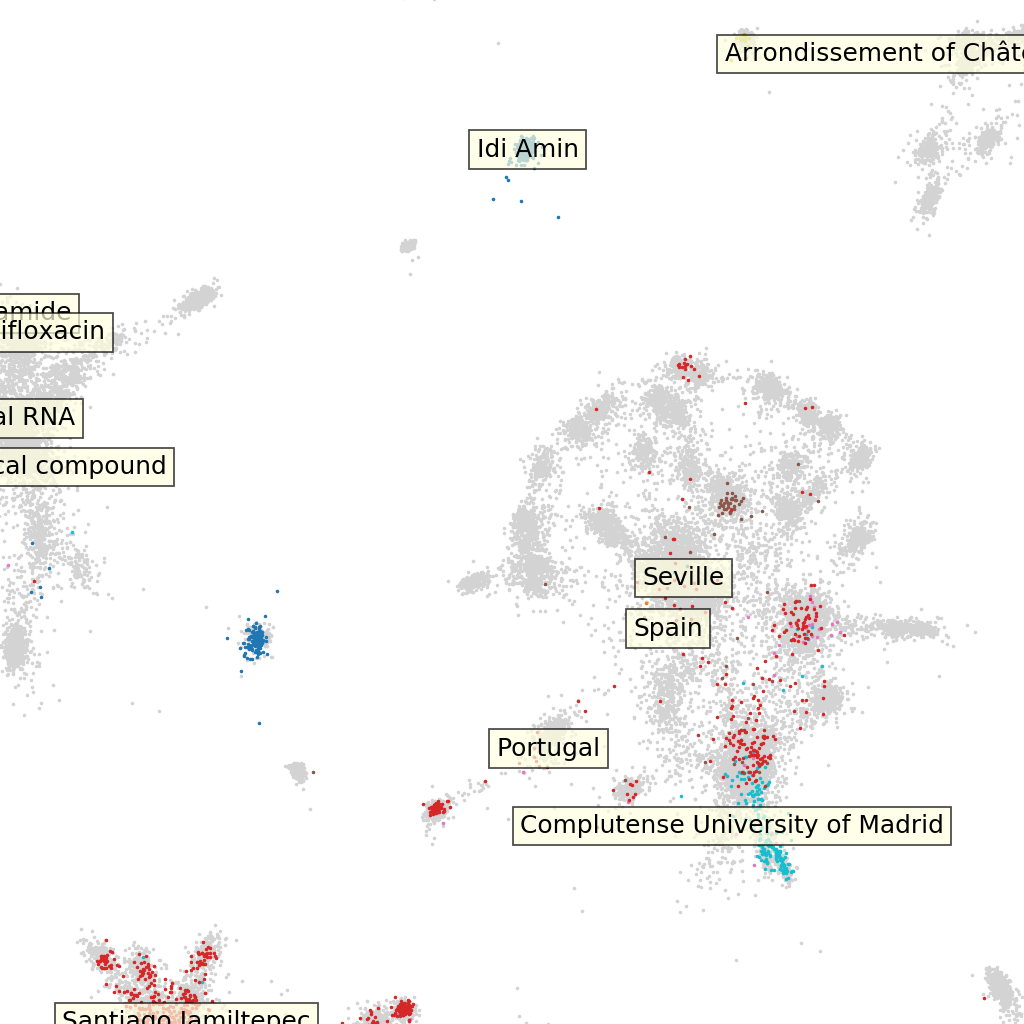 Arrondissement of Chât
Idi Amin
amide
ifloxacin
al RNA
cal compound
Seville
Spain
Portugal
Complutense University of Madrid
Santiago Jamiltepec